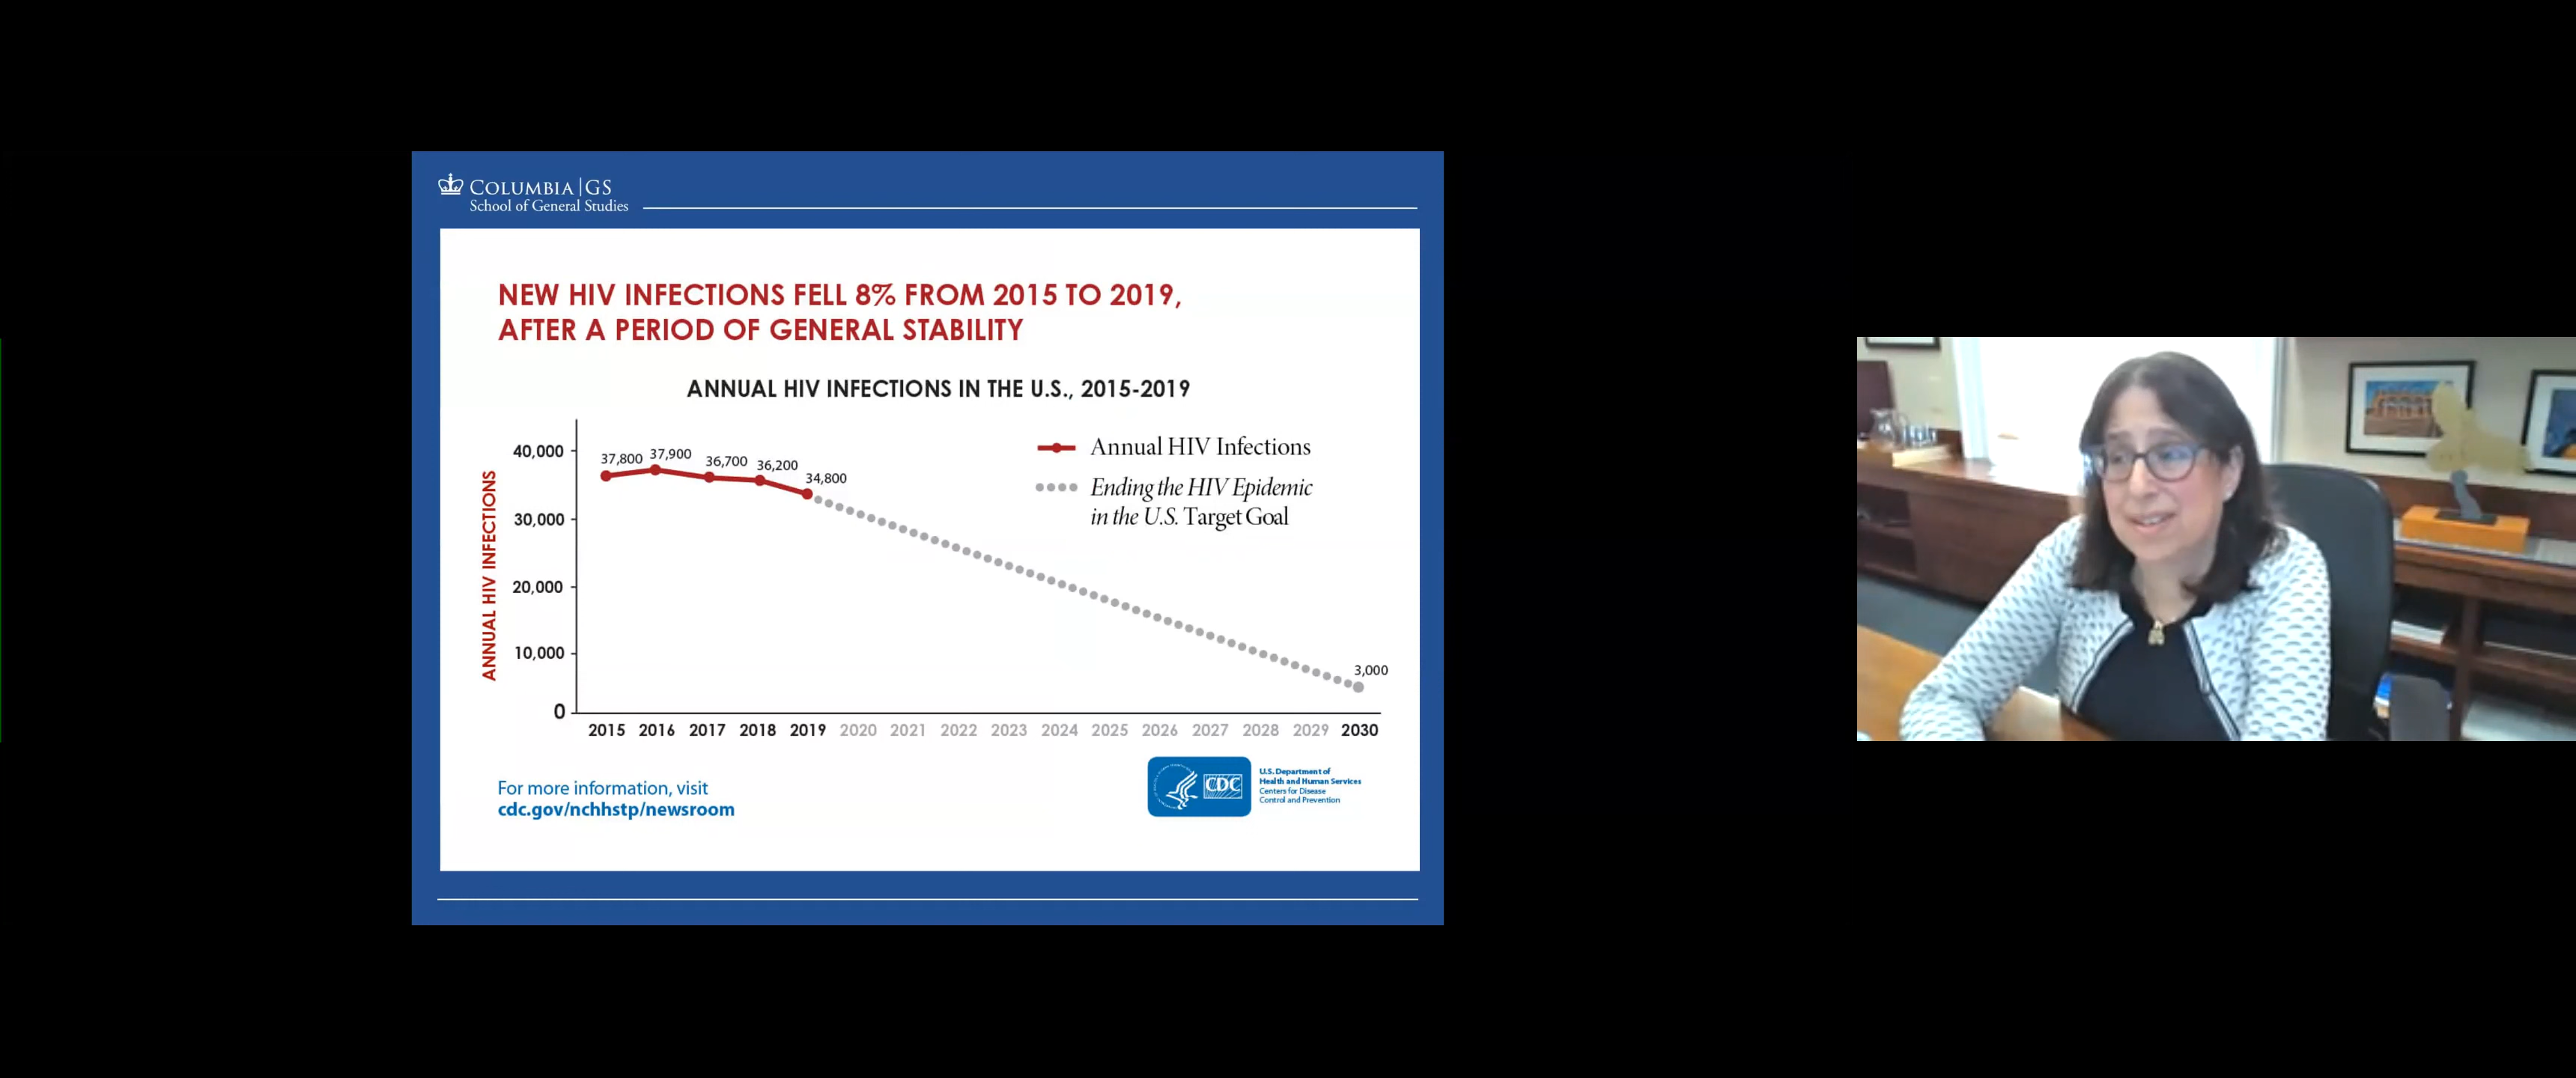 COLUMBIA|GS
School of General Studies
NEW HIV INFECTIONS FELL 8% FROM 2015 TO 2019,
AFTER A PERIOD OF GENERAL STABILITY
ANNUAL HIV INFECTIONS IN THE U.S., 2015-2019
ANNUAL HIV INFECTIONS
40,000
30,000
20,000
10,000
0
37,800
37,900
36,700
36,200
34,800
3,000
Annual HIV Infections
Ending the HIV Epidemic
in the U.S. Target Goal
2015 2016 2017 2018 2019 2020 2021 2022 2023 2024 2025 2026 2027 2028 2029 2030
For more information, visit
cdc.gov/nchhstp/newsroom
CDC
U.S. Department of
Health and Human Services
Centers for Disease
Control and Prevention